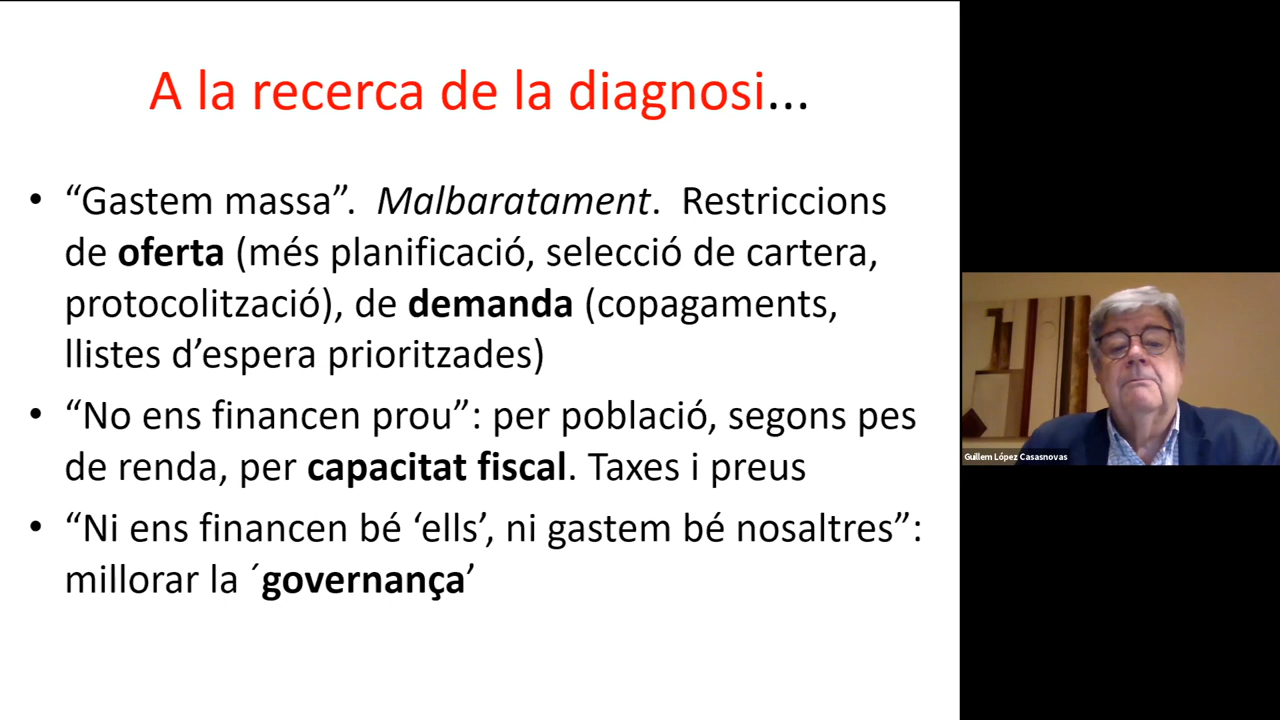 A la recerca de la diagnosi...
• “Gastem massa”. Malbaratament. Restriccions
de oferta (més planificació, selecció de cartera,
protocolització), de demanda (copagaments,
llistes d’espera prioritzades)
• “No ens financen prou”: per població, segons pes
de renda, per capacitat fiscal. Taxes i preus
• “Ni ens financen bé ‘ells’, ni gastem bé nosaltres”:
millorar la ´governança’
Guillem López Casasnovas